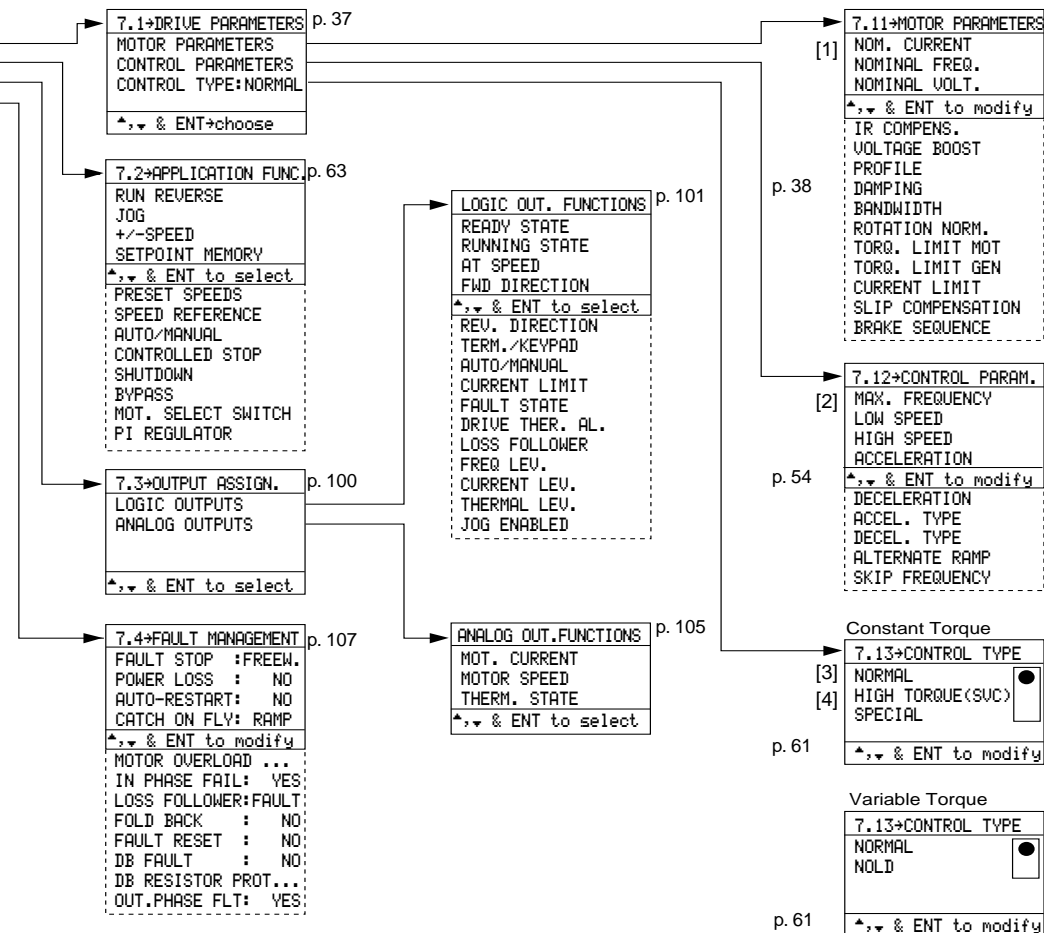 7.1→DRIVE PARAMETERS p. 37
MOTOR PARAMETERS
CONTROL PARAMETERS
CONTROL TYPE:NORMAL
▲,▼ & ENT→choose
7.2→APPLICATION FUNC. p. 63
RUN REVERSE
JOG
+/-SPEED
SETPOINT MEMORY
▲,▼ & ENT to select
PRESET SPEEDS
SPEED REFERENCE
AUTO/MANUAL
CONTROLLED STOP
SHUTDOWN
BYPASS
MOT. SELECT SWITCH
PI REGULATOR
7.3→OUTPUT ASSIGN. p. 100
LOGIC OUTPUTS
ANALOG OUTPUTS
▲,▼ & ENT to select
7.4→FAULT MANAGEMENT p. 107
FAULT STOP :FREEW.
POWER LOSS : NO
AUTO-RESTART: NO
CATCH ON FLY: RAMP
▲,▼ & ENT to modify
MOTOR OVERLOAD ...
IN PHASE FAIL: YES
LOSS FOLLOWER:FAULT
FOLD BACK : NO
FAULT RESET : NO
DB FAULT : NO
DB RESISTOR PROT...
OUT.PHASE FLT: YES
LOGIC OUT. FUNCTIONS p. 101
READY STATE
RUNNING STATE
AT SPEED
FWD DIRECTION
▲,▼ & ENT to select
REV. DIRECTION
TERM./KEYPAD
AUTO/MANUAL
CURRENT LIMIT
FAULT STATE
DRIVE THER. AL.
LOSS FOLLOWER
FREQ LEV.
CURRENT LEV.
THERMAL LEV.
JOG ENABLED
ANALOG OUT.FUNCTIONS p. 105
MOT. CURRENT
MOTOR SPEED
THERM. STATE
▲,▼ & ENT to select
7.11→MOTOR PARAMETERS
[1] NOM. CURRENT
NOMINAL FREQ.
NOMINAL VOLT.
▲,▼ & ENT to modify
IR COMPENS.
VOLTAGE BOOST
PROFILE
p. 38 DAMPING
BANDWIDTH
ROTATION NORM.
TORQ. LIMIT MOT
TORQ. LIMIT GEN
CURRENT LIMIT
SLIP COMPENSATION
BRAKE SEQUENCE
7.12→CONTROL PARAM.
[2] MAX. FREQUENCY
LOW SPEED
HIGH SPEED
ACCELERATION
p. 54 ▲,▼ & ENT to modify
DECELERATION
ACCEL. TYPE
DECEL. TYPE
ALTERNATE RAMP
SKIP FREQUENCY
Constant Torque
7.13→CONTROL TYPE
[3] NORMAL
[4] HIGH TORQUE(SVC)
SPECIAL
p. 61 ▲,▼ & ENT to modify
Variable Torque
7.13→CONTROL TYPE
NORMAL
NOLD
p. 61 ▲,▼ & ENT to modify